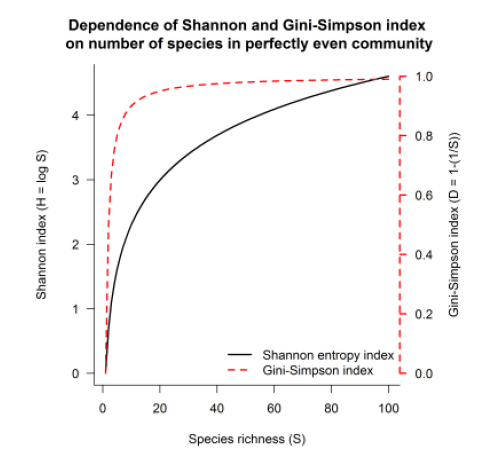 Dependence of Shannon and Gini-Simpson index
on number of species in perfectly even community
Shannon index (H = log S)
4
3
2
1
0
1.0
0.8
0.6
0.4
0.2
0.0
Gini-Simpson index (D = 1-(1/S))
Shannon entropy index
Gini-Simpson index
0 20 40 60 80 100
Species richness (S)